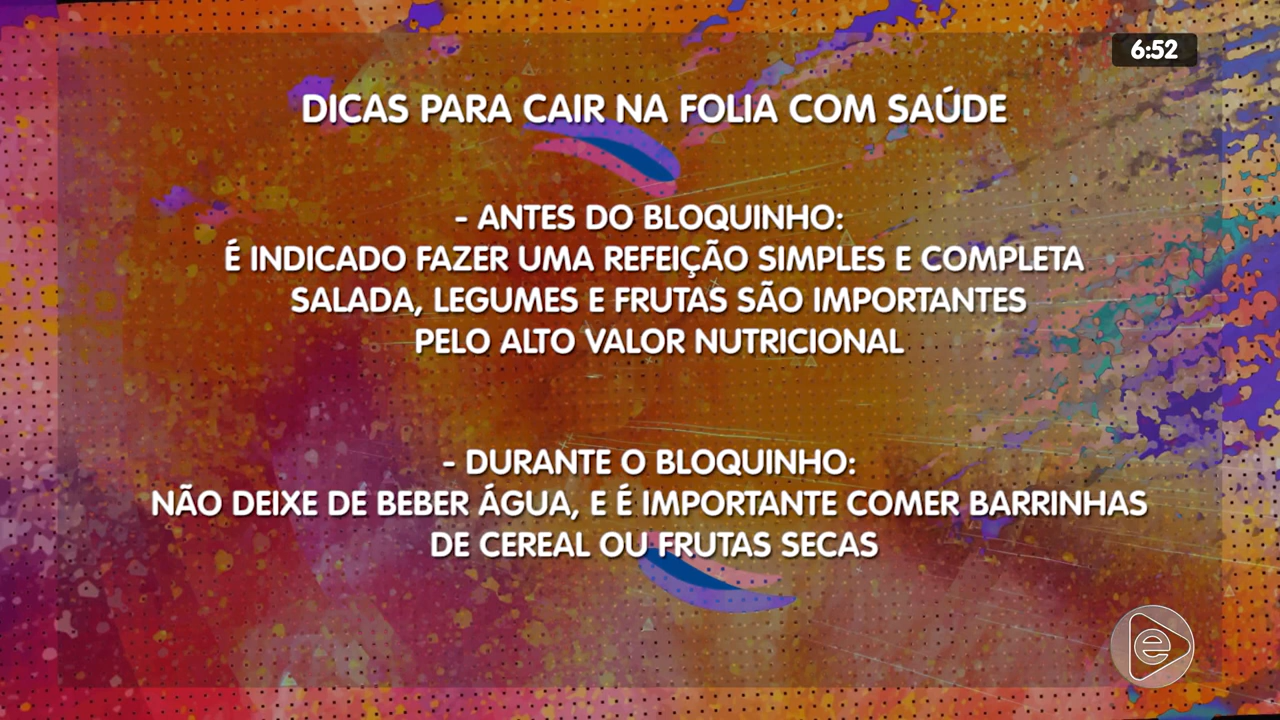 6:52
DICAS PARA CAIR NA FOLIA COM SAÚDE
- ANTES DO BLOQUINHO:
É INDICADO FAZER UMA REFEIÇÃO SIMPLES E COMPLETA
SALADA, LEGUMES E FRUTAS SÃO IMPORTANTES
PELO ALTO VALOR NUTRICIONAL
- DURANTE O BLOQUINHO:
NÃO DEIXE DE BEBER ÁGUA, E É IMPORTANTE COMER BARRINHAS
DE CEREAL OU FRUTAS SECAS
e